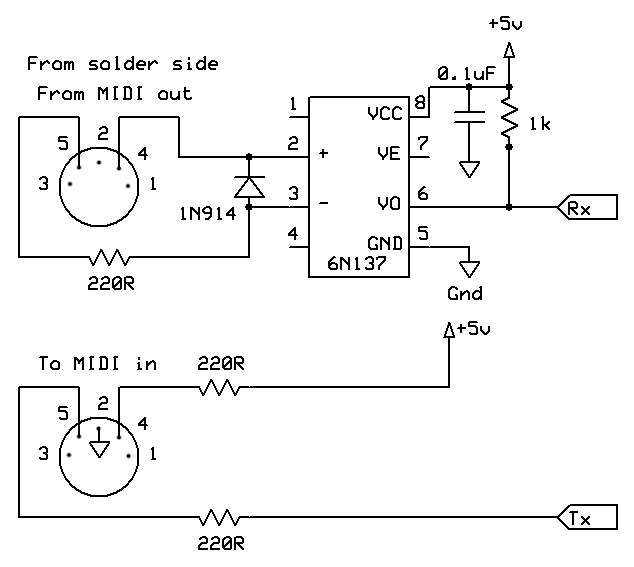 +5v
From solder side
From MIDI out
0.1uF
1
8
VCC
1k
2
5
4
2
+
7
VE
3
1
3
-
6
VO
Rx
1N914
4
5
GND
6N137
220R
Gnd
+5v
To MIDI in
220R
2
5
4
3
1
Tx
220R